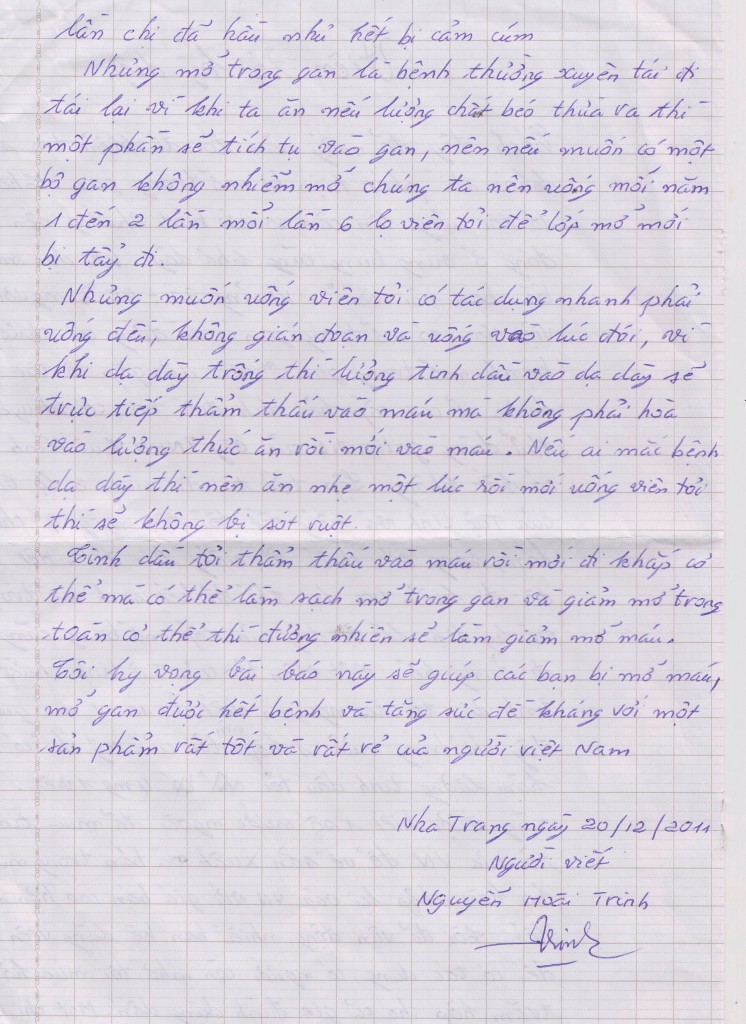 lần chị đã hầu như hết bị cảm cúm
Nhưng mỡ trong gan là bệnh thường xuyên tái đi
tái lại vì khi ta ăn nếu lượng chất béo thừa ra thì
một phần sẽ tích tụ vào gan, nên nếu muốn có một
bộ gan không nhiễm mỡ chúng ta nên uống mỗi năm
1 đến 2 lần mỗi lần 6 lọ viên tỏi để lớp mỡ mới
bị tẩy đi.
Nhưng muốn uống viên tỏi có tác dụng nhanh phải
uống đều, không gián đoạn và uống vào lúc đói, vì
khi dạ dày trống thì lượng tinh dầu vào dạ dày sẽ
trực tiếp thẩm thấu vào máu mà không phải hòa
vào lượng thức ăn rồi mới vào máu. Nếu ai mắc bệnh
dạ dày thì nên ăn nhẹ một lúc rồi mới uống viên tỏi
thì sẽ không bị sót ruột.
Tinh dầu tỏi thẩm thấu vào máu rồi mới đi khắp cơ
thể mà có thể làm sạch mỡ trong gan và giảm mỡ trong
toàn cơ thể thì đương nhiên sẽ làm giảm mỡ máu.
Tôi hy vọng bài báo này sẽ giúp các bạn bị mỡ máu,
mỡ gan được hết bệnh và tăng sức đề kháng với một
sản phẩm rất tốt và rất rẻ của người việt Nam
Nha Trang ngày 20/12/2011
Người viết
Nguyễn Hoài Trinh
Trinh